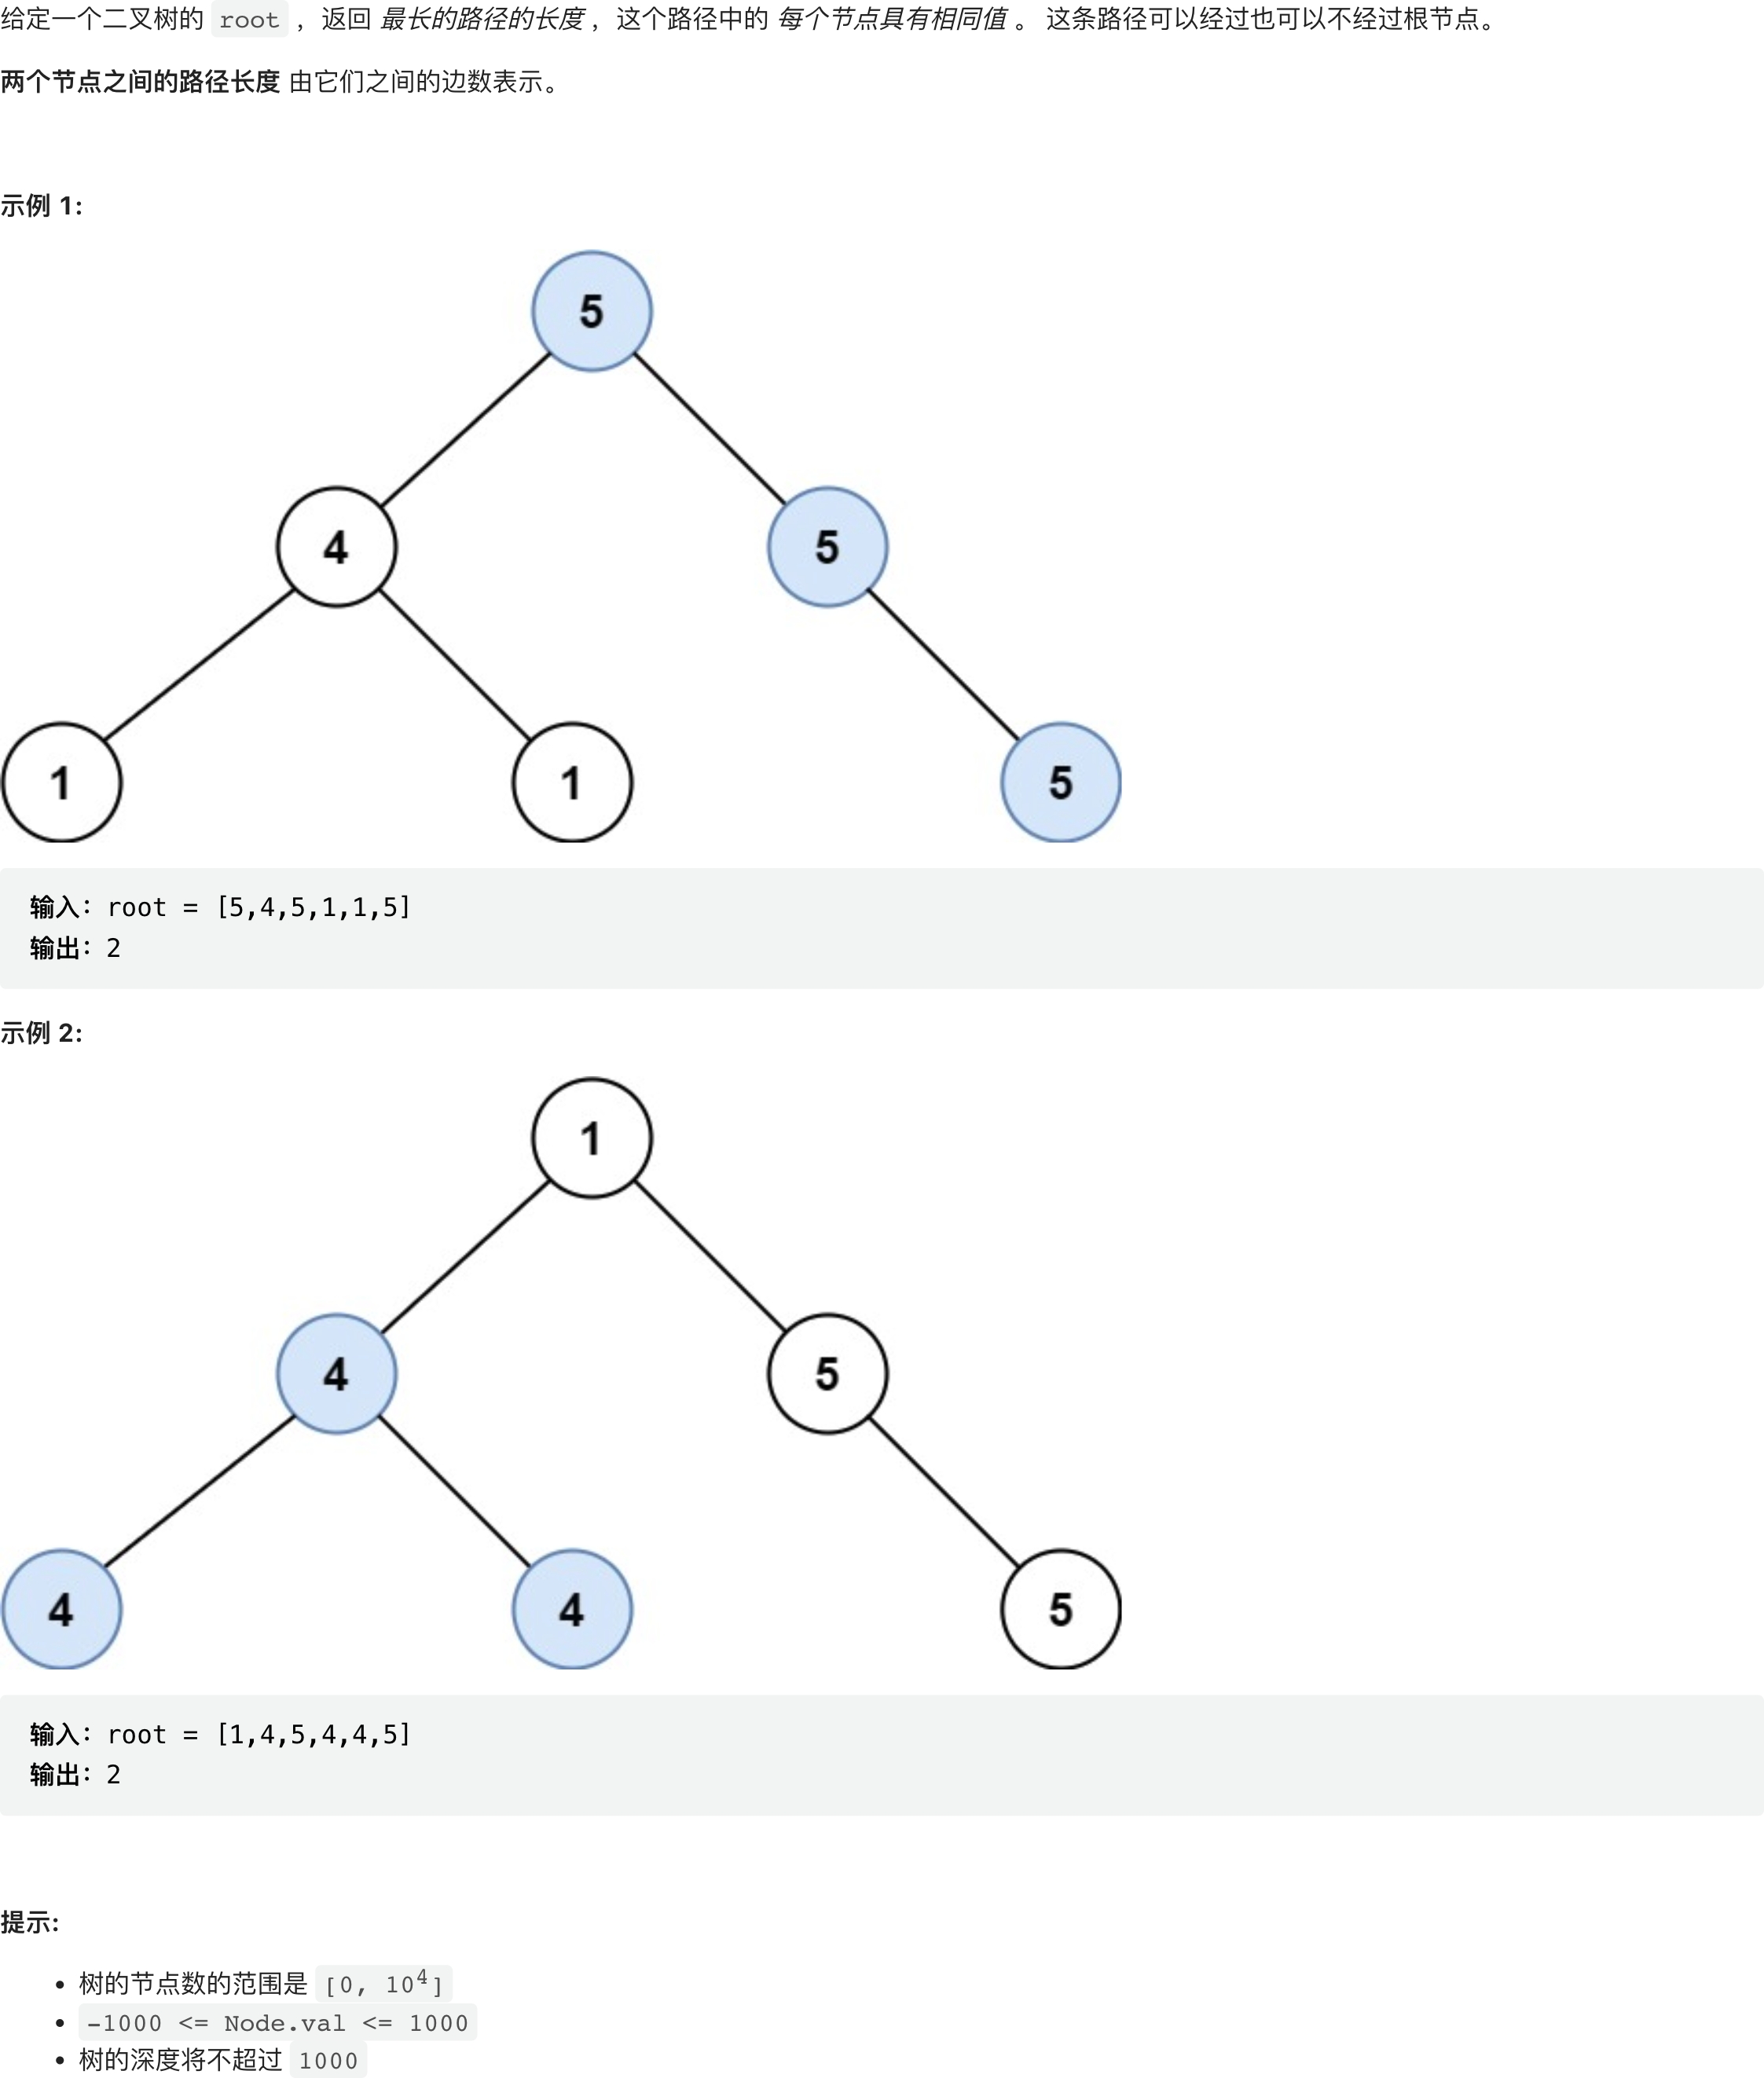 给定一个二叉树的 root ，返回 最长的路径的长度 ，这个路径中的 每个节点具有相同值 。 这条路径可以经过也可以不经过根节点。
两个节点之间的路径长度 由它们之间的边数表示。
示例 1:
5
4 5
1 1 5
输入：root = [5,4,5,1,1,5]
输出：2
示例 2:
1
4 5
4 4 5
输入：root = [1,4,5,4,4,5]
输出：2
提示:
• 树的节点数的范围是 [0, 10⁴]
• -1000 <= Node.val <= 1000
• 树的深度将不超过 1000